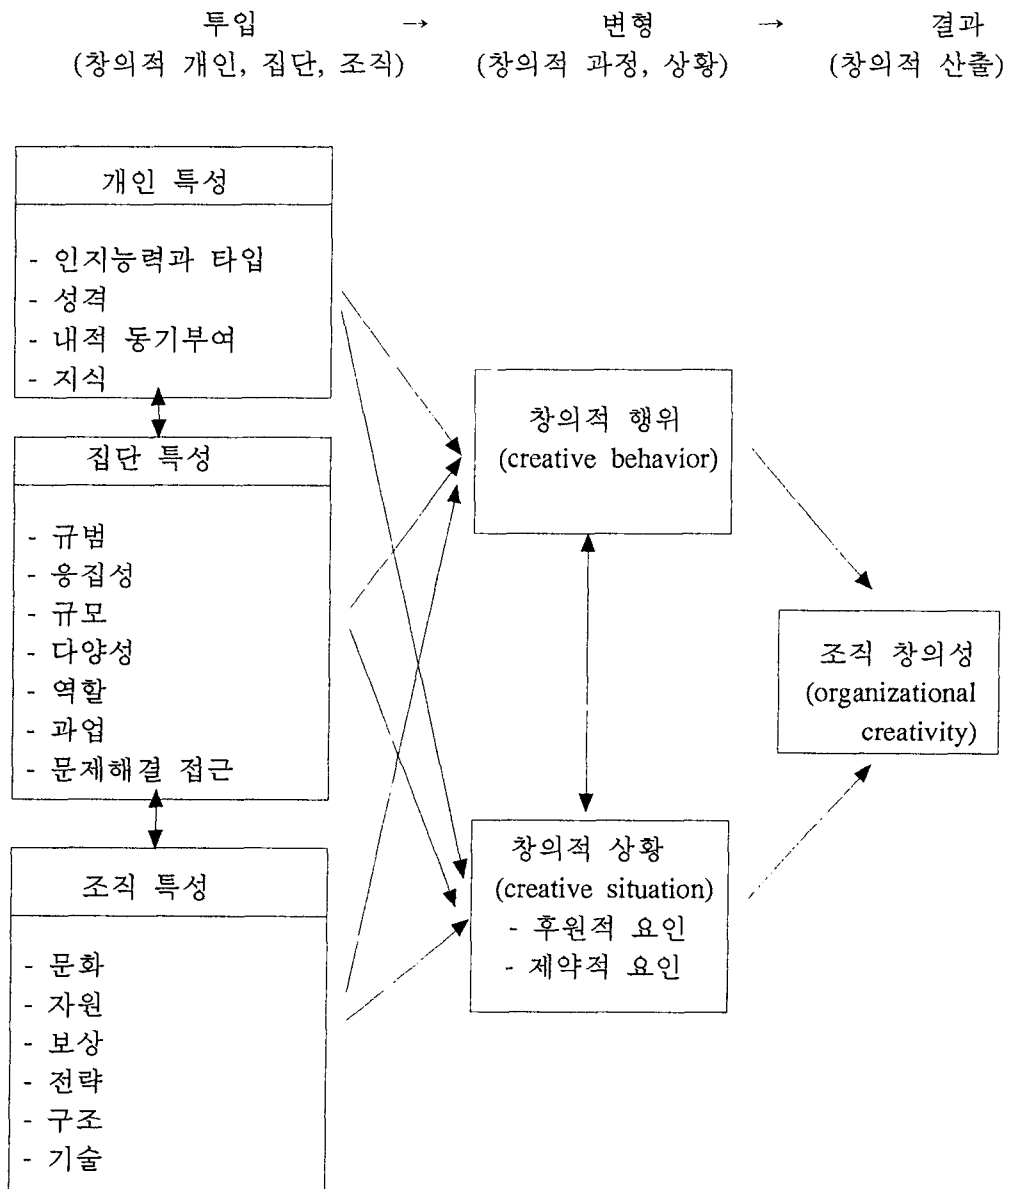 투입 → 변형 → 결과
(창의적 개인, 집단, 조직) (창의적 과정, 상황) (창의적 산출)
개인 특성
- 인지능력과 타입
- 성격
- 내적 동기부여
- 지식
집단 특성
- 규범
- 응집성
- 규모
- 다양성
- 역할
- 과업
- 문제해결 접근
조직 특성
- 문화
- 자원
- 보상
- 전략
- 구조
- 기술
창의적 행위
(creative behavior)
창의적 상황
(creative situation)
- 후원적 요인
- 제약적 요인
조직 창의성
(organizational
creativity)